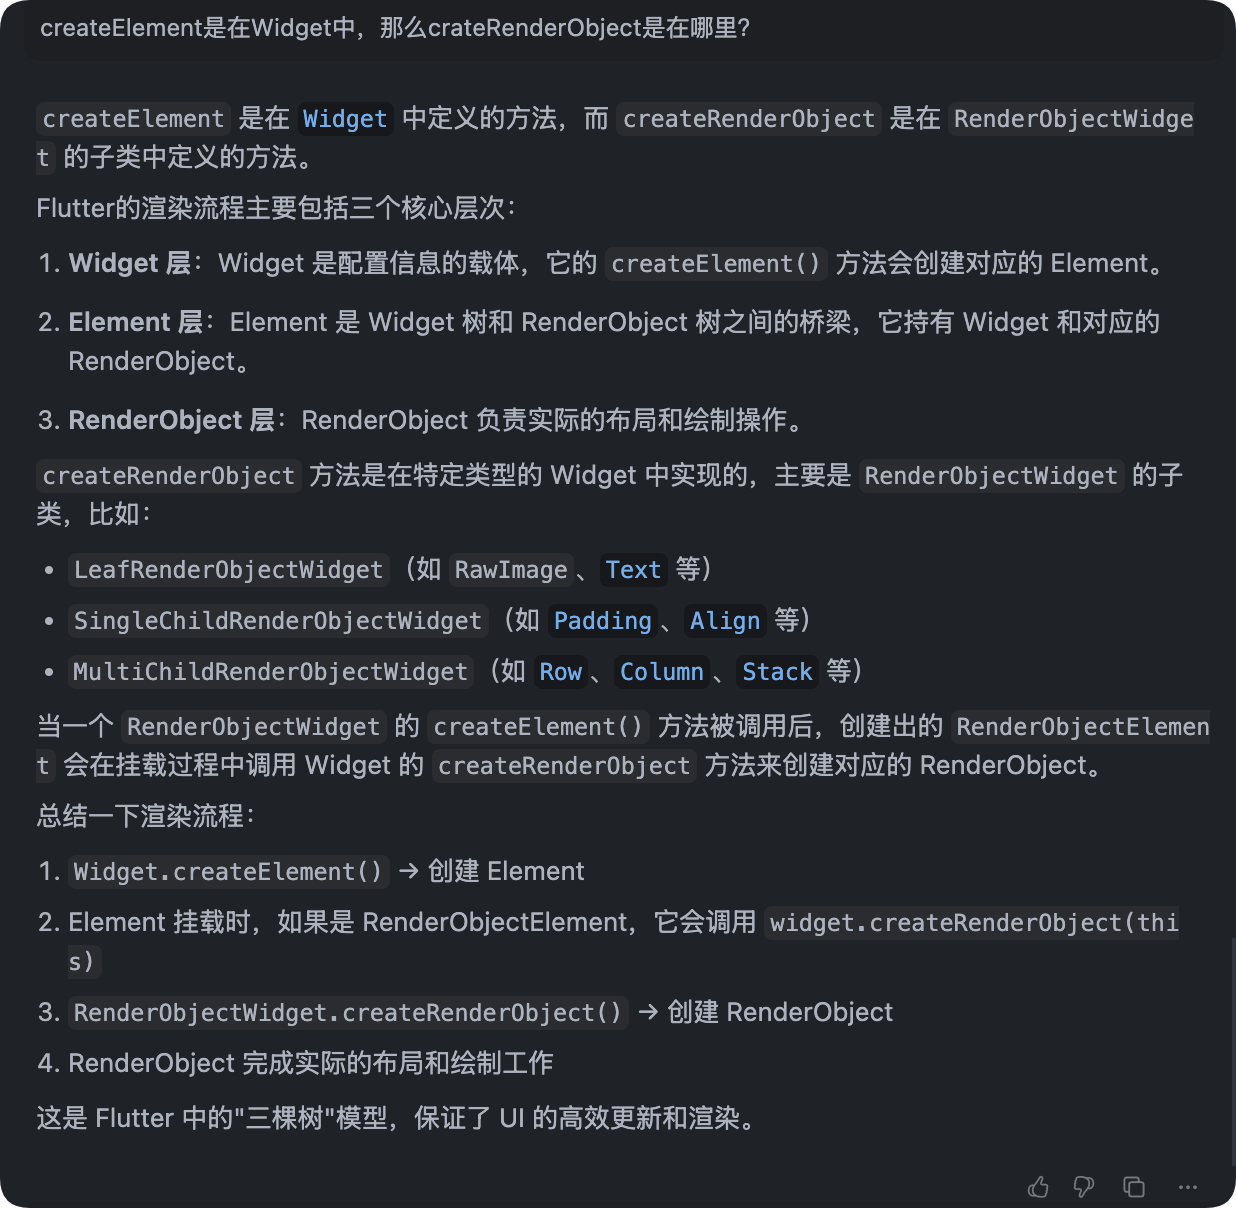 createElement是在Widget中，那么crateRenderObject是在哪里？
createElement 是在 Widget 中定义的方法，而 createRenderObject 是在 RenderObjectWidge
t 的子类中定义的方法。
Flutter的渲染流程主要包括三个核心层次：
1. Widget 层：Widget 是配置信息的载体，它的 createElement() 方法会创建对应的 Element。
2. Element 层：Element 是 Widget 树和 RenderObject 树之间的桥梁，它持有 Widget 和对应的
RenderObject。
3. RenderObject 层：RenderObject 负责实际的布局和绘制操作。
createRenderObject 方法是在特定类型的 Widget 中实现的，主要是 RenderObjectWidget 的子
类，比如：
• LeafRenderObjectWidget（如 RawImage、Text 等）
• SingleChildRenderObjectWidget（如 Padding、Align 等）
• MultiChildRenderObjectWidget（如 Row、Column、Stack 等）
当一个 RenderObjectWidget 的 createElement() 方法被调用后，创建出的 RenderObjectElemen
t 会在挂载过程中调用 Widget 的 createRenderObject 方法来创建对应的 RenderObject。
总结一下渲染流程：
1. Widget.createElement() → 创建 Element
2. Element 挂载时，如果是 RenderObjectElement，它会调用 widget.createRenderObject(thi
s)
3. RenderObjectWidget.createRenderObject() → 创建 RenderObject
4. RenderObject 完成实际的布局和绘制工作
这是 Flutter 中的"三棵树"模型，保证了 UI 的高效更新和渲染。